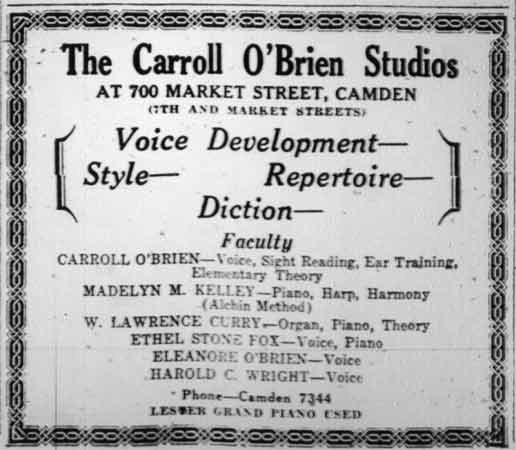 The Carroll O'Brien Studios
AT 700 MARKET STREET, CAMDEN
(7TH AND MARKET STREETS)
Voice Development—
Style— Repertoire—
Diction—
Faculty
CARROLL O'BRIEN—Voice, Sight Reading, Ear Training,
Elementary Theory
MADELYN M. KELLEY—Piano, Harp, Harmony
(Alchin Method)
W. LAWRENCE CURRY—Organ, Piano, Theory
ETHEL STONE FOX—Voice, Piano
ELEANORE O'BRIEN—Voice
HAROLD C. WRIGHT—Voice
Phone—Camden 7344
LESTER GRAND PIANO USED